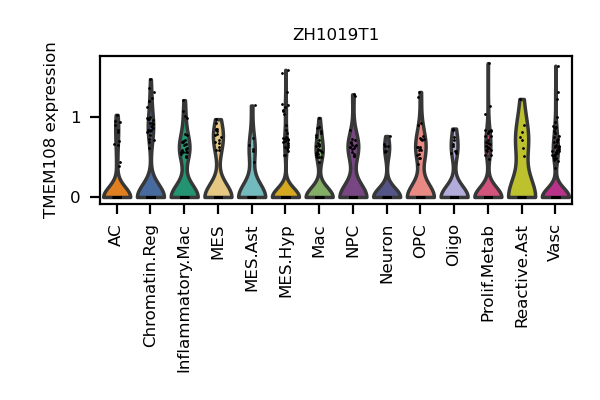 ZH1019T1
TMEM108 expression
1
0
AC
Chromatin.Reg
Inflammatory.Mac
MES
MES.Ast
MES.Hyp
Mac
NPC
Neuron
OPC
Oligo
Prolif.Metab
Reactive.Ast
Vasc